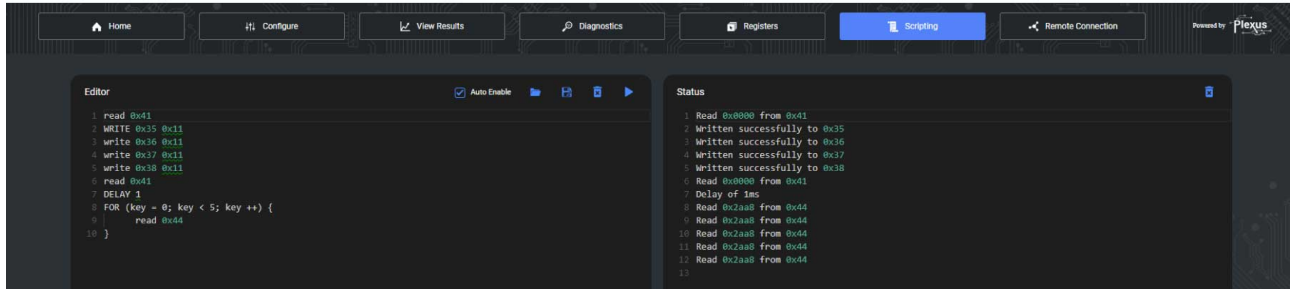 Home Configure View Results Diagnostics Registers Scripting Remote Connection Powered by Plexus
Editor Auto Enable
1 read 0x41
2 WRITE 0x35 0x11
3 write 0x36 0x11
4 write 0x37 0x11
5 write 0x38 0x11
6 read 0x41
7 DELAY 1
8 FOR (key = 0; key < 5; key ++) {
9 read 0x44
10 }
Status
1 Read 0x0000 from 0x41
2 Written successfully to 0x35
3 Written successfully to 0x36
4 Written successfully to 0x37
5 Written successfully to 0x38
6 Read 0x0000 from 0x41
7 Delay of 1ms
8 Read 0x2aa8 from 0x44
9 Read 0x2aa8 from 0x44
10 Read 0x2aa8 from 0x44
11 Read 0x2aa8 from 0x44
12 Read 0x2aa8 from 0x44
13